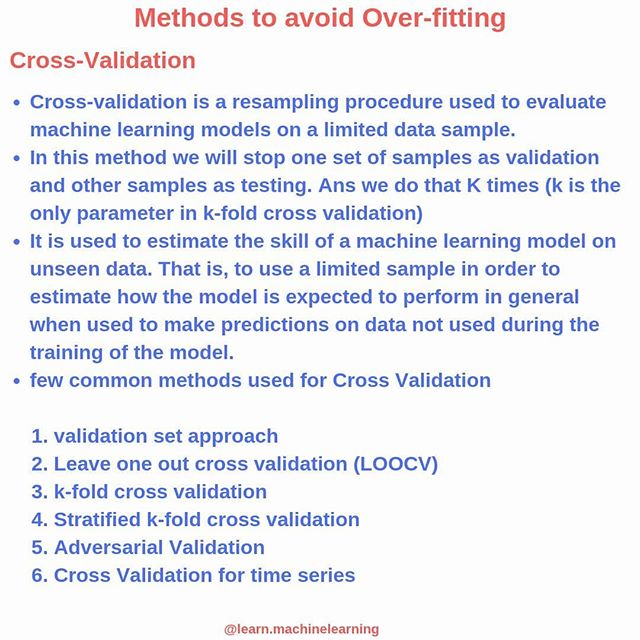 Methods to avoid Over-fitting
Cross-Validation
• Cross-validation is a resampling procedure used to evaluate
machine learning models on a limited data sample.
• In this method we will stop one set of samples as validation
and other samples as testing. Ans we do that K times (k is the
only parameter in k-fold cross validation)
• It is used to estimate the skill of a machine learning model on
unseen data. That is, to use a limited sample in order to
estimate how the model is expected to perform in general
when used to make predictions on data not used during the
training of the model.
• few common methods used for Cross Validation
1. validation set approach
2. Leave one out cross validation (LOOCV)
3. k-fold cross validation
4. Stratified k-fold cross validation
5. Adversarial Validation
6. Cross Validation for time series
@learn.machinelearning